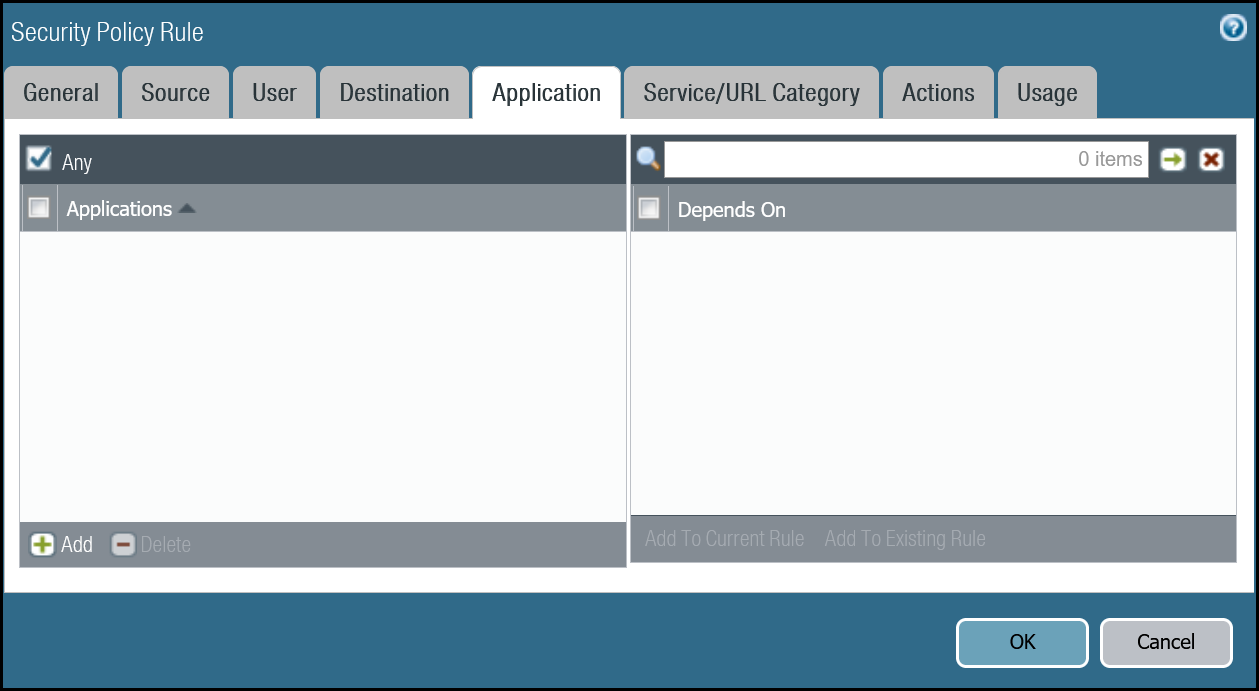 Security Policy Rule
General Source User Destination Application Service/URL Category Actions Usage
Any
0 items
Applications
Depends On
Add Delete
Add To Current Rule Add To Existing Rule
OK Cancel